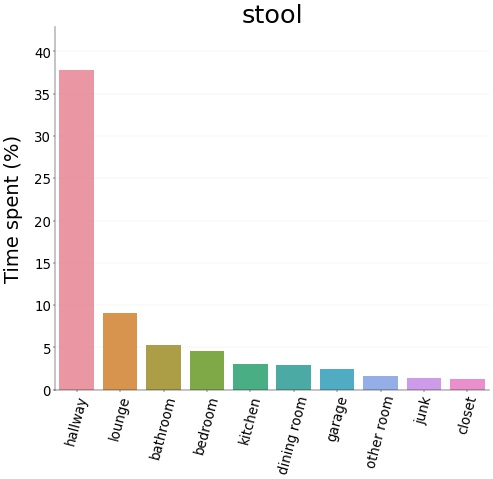 stool
Time spent (%)
40
35
30
25
20
15
10
5
0
hallway
lounge
bathroom
bedroom
kitchen
dining room
garage
other room
junk
closet